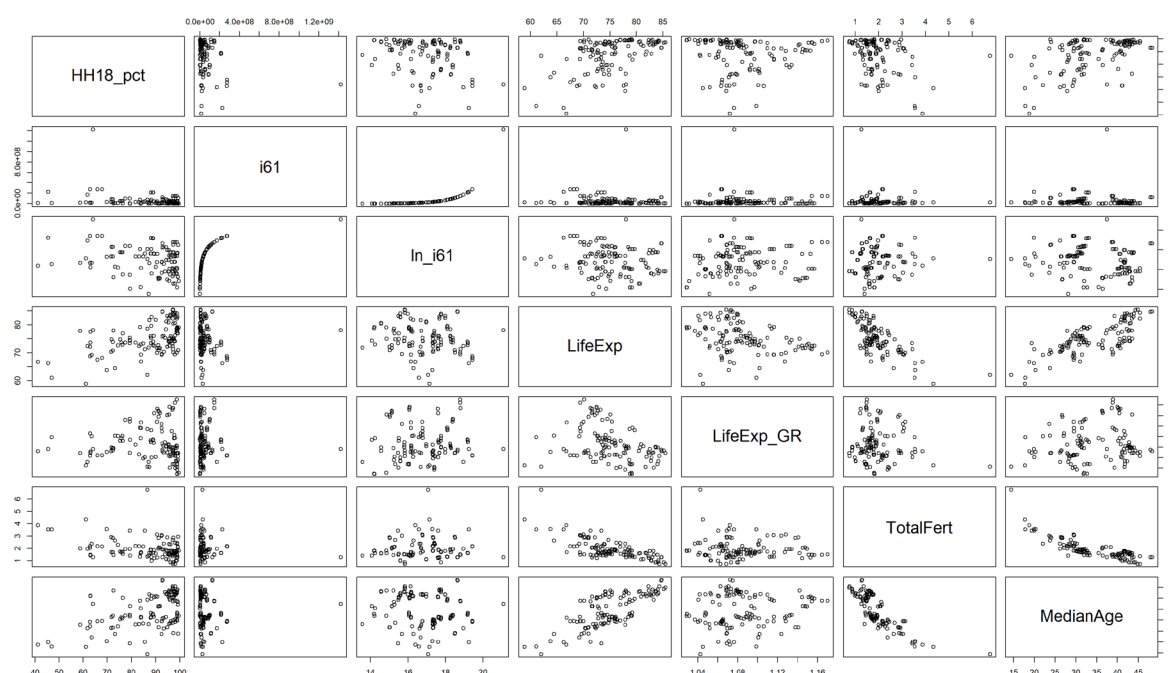 0.0e+00 4.0e+08 1.2e+09
60 65 70 75 80 85
1 2 3 4 5 6
HH18_pct
i61
0.0e+00 8.0e+08
ln_i61
LifeExp
60 70 80
LifeExp_GR
TotalFert
1 2 3 4 5 6
MedianAge
40 50 60 70 80 90 100
14 16 18 20
1.04 1.08 1.12 1.16
15 20 25 30 35 40 45